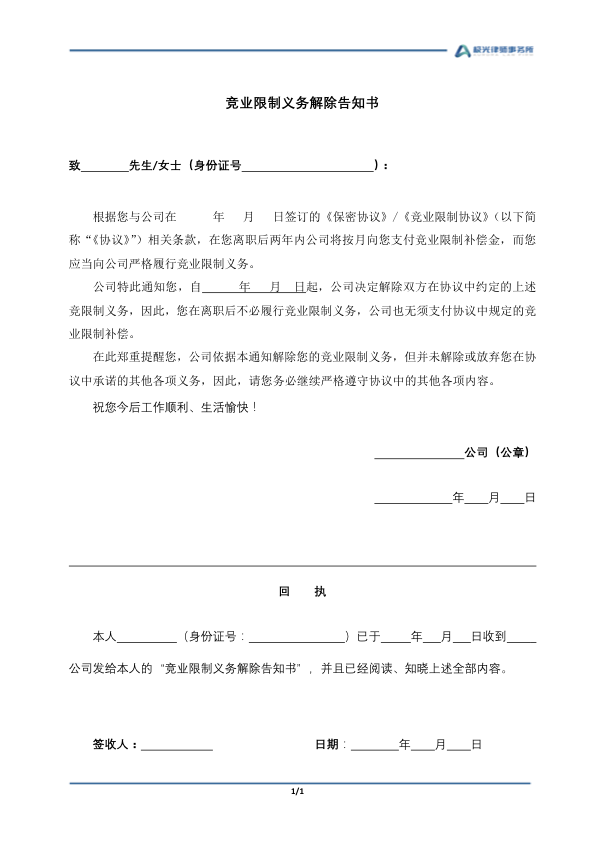 极光律师事务所
竞业限制义务解除告知书
致________先生/女士（身份证号______________________）：
根据您与公司在　　　年　月　日签订的《保密协议》/《竞业限制协议》（以下简
称“《协议》”）相关条款，在您离职后两年内公司将按月向您支付竞业限制补偿金，而您
应当向公司严格履行竞业限制义务。
公司特此通知您，自______年___月__日起，公司决定解除双方在协议中约定的上述
竞限制义务，因此，您在离职后不必履行竞业限制义务，公司也无须支付协议中规定的竞
业限制补偿。
在此郑重提醒您，公司依据本通知解除您的竞业限制义务，但并未解除或放弃您在协
议中承诺的其他各项义务，因此，请您务必继续严格遵守协议中的其他各项内容。
祝您今后工作顺利、生活愉快！
_______________公司（公章）
_____________年____月____日
回　　执
本人__________（身份证号：________________）已于_____年___月___日收到_____
公司发给本人的“竞业限制义务解除告知书”，并且已经阅读、知晓上述全部内容。
签收人：____________　　　　　　　　日期：________年____月____日
1/1